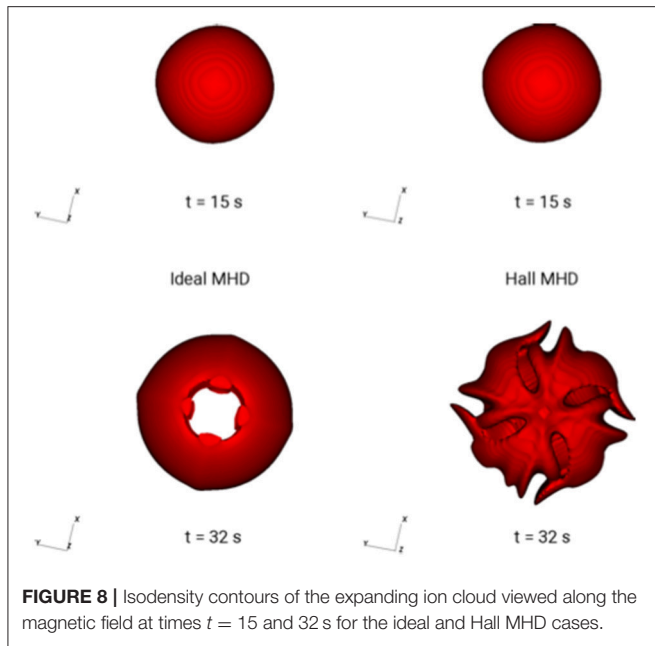 X
Y
Z
t = 15 s
X
Y
Z
t = 15 s
Ideal MHD
Hall MHD
X
Y
Z
t = 32 s
X
Y
Z
t = 32 s
FIGURE 8 | Isodensity contours of the expanding ion cloud viewed along the
magnetic field at times t = 15 and 32 s for the ideal and Hall MHD cases.